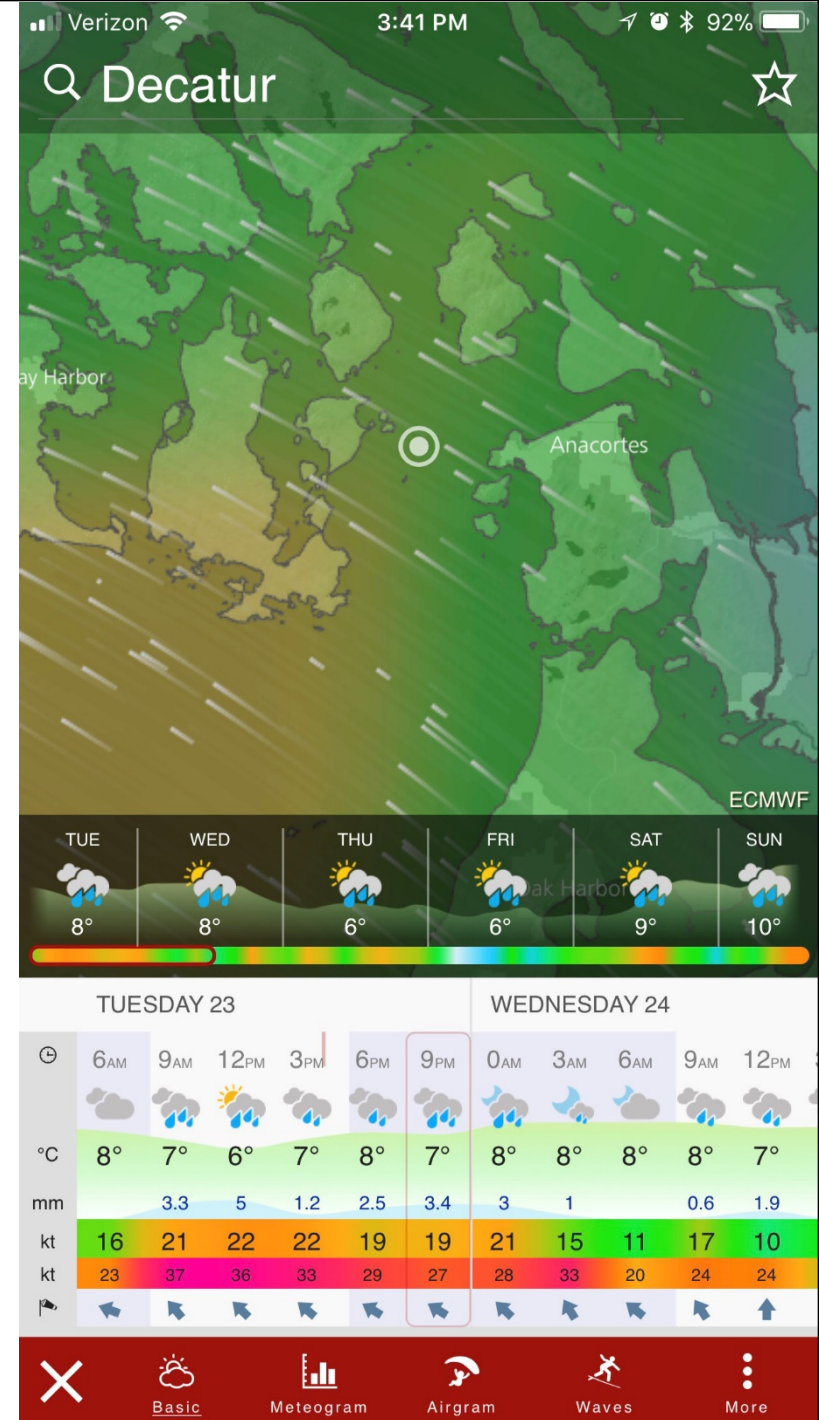 Verizon 3:41 PM 92%
Decatur
ay Harbor
Anacortes
ECMWF
TUE WED THU FRI SAT SUN
ak Harbor
8° 8° 6° 6° 9° 10°
TUESDAY 23 WEDNESDAY 24
6AM 9AM 12PM 3PM 6PM 9PM 0AM 3AM 6AM 9AM 12PM
°C 8° 7° 6° 7° 8° 7° 8° 8° 8° 8° 7°
mm 3.3 5 1.2 2.5 3.4 3 1 0.6 1.9
kt 16 21 22 22 19 19 21 15 11 17 10
kt 23 37 36 33 29 27 28 33 20 24 24
Basic Meteogram Airgram Waves More